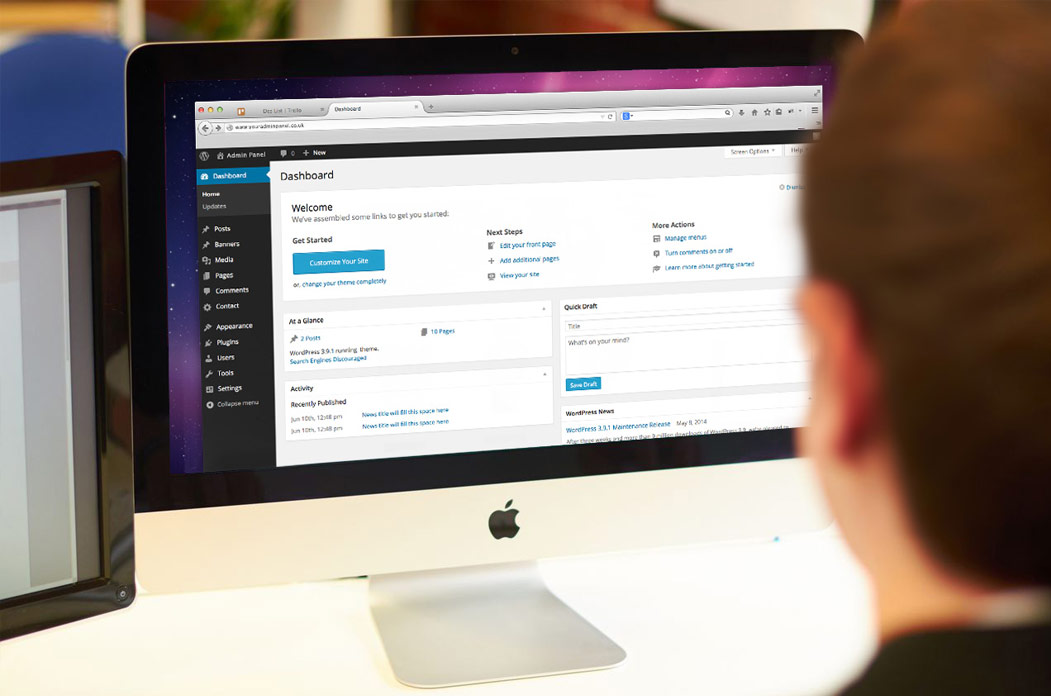 Dizz List | Tricks
Dashboard
www.youradminpanel.co.uk
Admin Panel 0 + New
Screen Options
Help
Dashboard
Home
Updates
Posts
Banners
Media
Pages
Comments
Contact
Appearance
Plugins
Users
Tools
Settings
Collapse menu
Dashboard
Welcome
We've assembled some links to get you started:
Get Started
Customize Your Site
or, change your theme completely
Next Steps
Edit your front page
Add additional pages
View your site
More Actions
Manage menus
Turn comments on or off
Learn more about getting started
At a Glance
2 Posts
10 Pages
WordPress 3.9.1 running theme.
Search Engines Discouraged
Activity
Recently Published
Jun 10th, 12:48 pm News title will fill this space here
Jun 10th, 12:48 pm News title will fill this space here
Quick Draft
Title
What's on your mind?
Save Draft
WordPress News
WordPress 3.9.1 Maintenance Release May 8, 2014
After three weeks and more than 9 million downloads of WordPress 3.9, we're pleased to